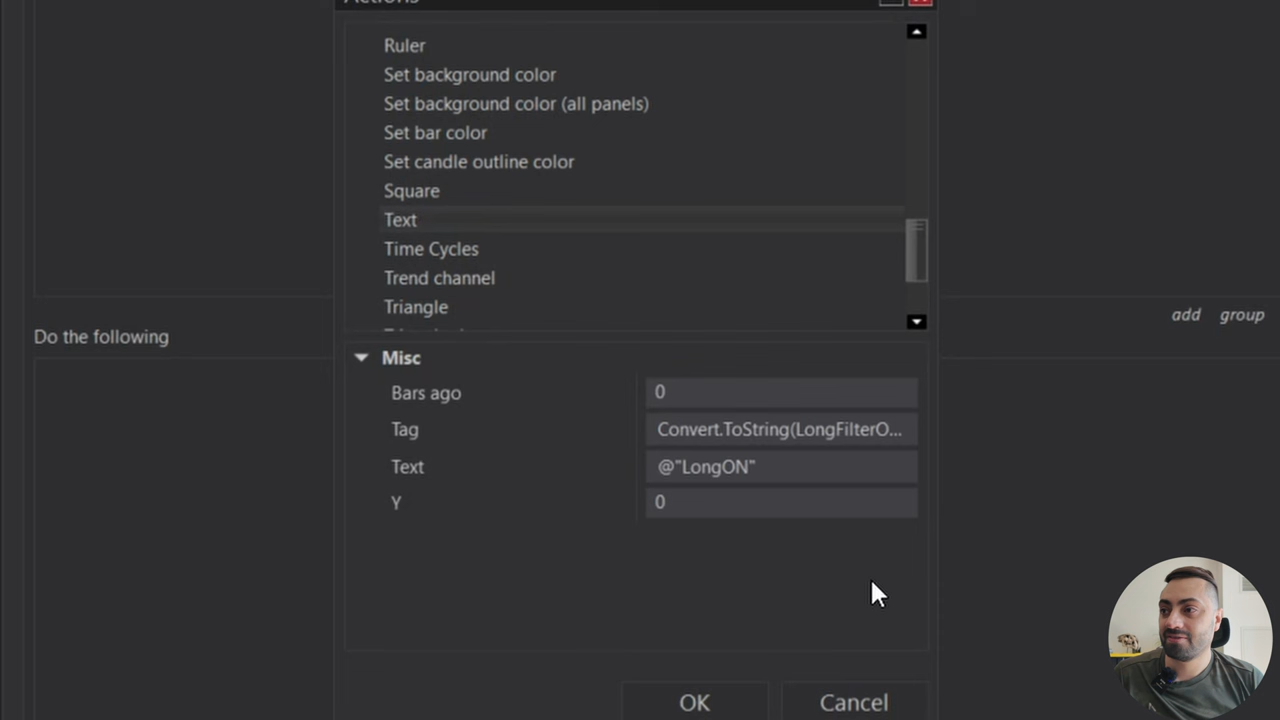 Actions
Ruler
Set background color
Set background color (all panels)
Set bar color
Set candle outline color
Square
Text
Time Cycles
Trend channel
Triangle
add group
Do the following
Misc
Bars ago 0
Tag Convert.ToString(LongFilterO...
Text @"LongON"
Y 0
OK Cancel